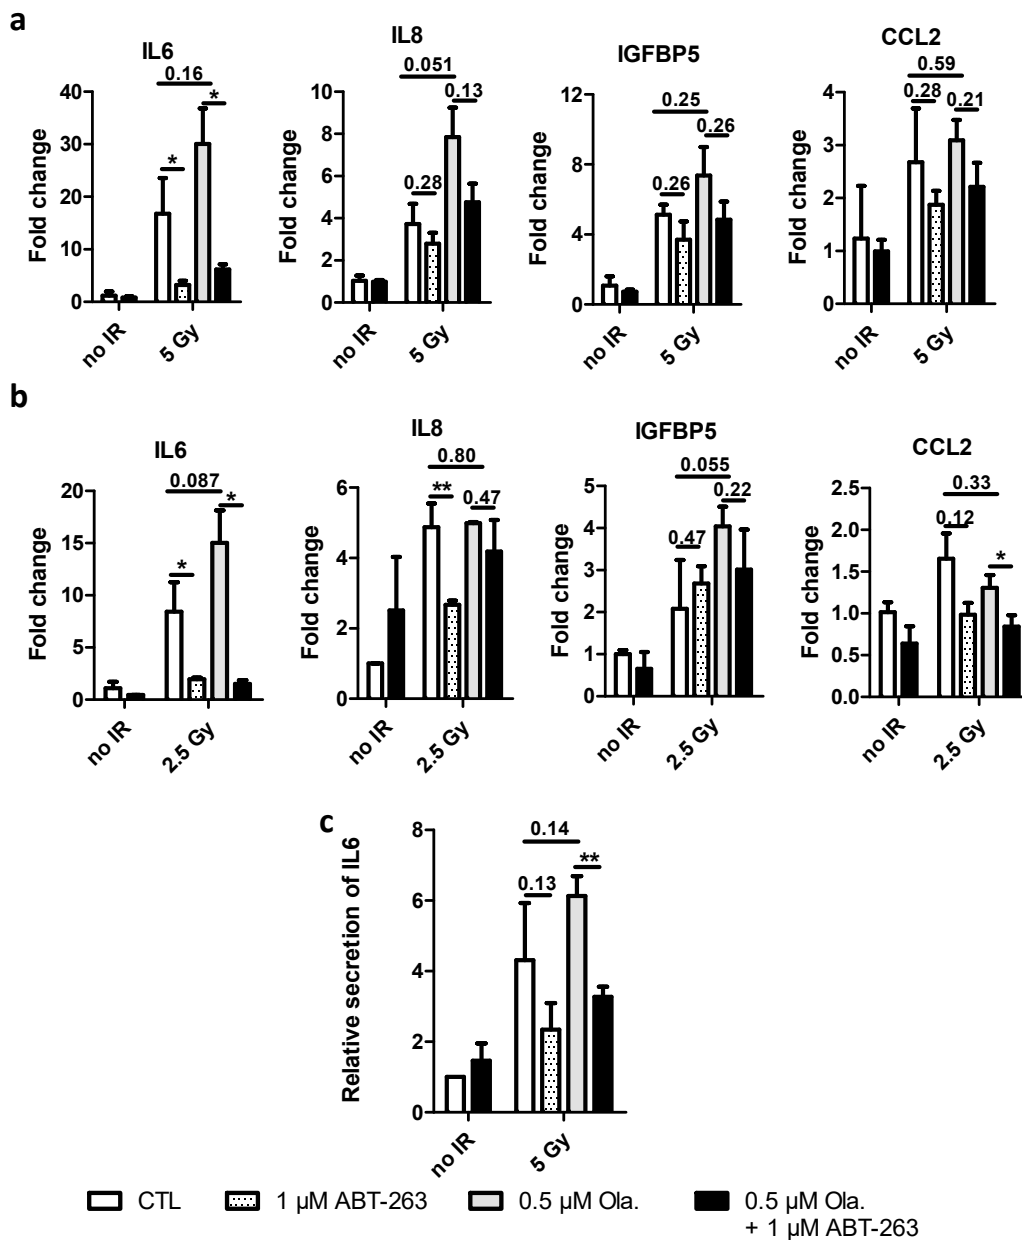 a
IL6
IL8
IGFBP5
CCL2
0.16
*
*
Fold change
40
30
20
10
0
no IR
5 Gy
0.051
0.13
0.28
Fold change
10
8
6
4
2
0
no IR
5 Gy
0.25
0.26
0.26
Fold change
12
8
4
0
no IR
5 Gy
0.59
0.28
0.21
Fold change
4
3
2
1
0
no IR
5 Gy
b
IL6
IL8
IGFBP5
CCL2
0.087
*
*
Fold change
20
15
10
5
0
no IR
2.5 Gy
0.80
**
0.47
Fold change
6
4
2
0
no IR
2.5 Gy
0.055
0.22
0.47
Fold change
5
4
3
2
1
0
no IR
2.5 Gy
0.33
0.12
*
Fold change
2.5
2.0
1.5
1.0
0.5
0.0
no IR
2.5 Gy
c
0.14
**
0.13
Relative secretion of IL6
8
6
4
2
0
no IR
5 Gy
CTL
1 µM ABT-263
0.5 µM Ola.
0.5 µM Ola.
+ 1 µM ABT-263